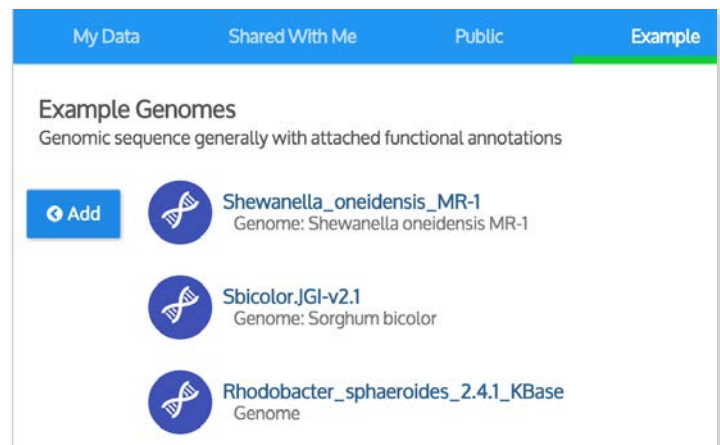 My Data Shared With Me Public Example
Example Genomes
Genomic sequence generally with attached functional annotations
Add Shewanella_oneidensis_MR-1
Genome: Shewanella oneidensis MR-1
Sbicolor.JGI-v2.1
Genome: Sorghum bicolor
Rhodobacter_sphaeroides_2.4.1_KBase
Genome